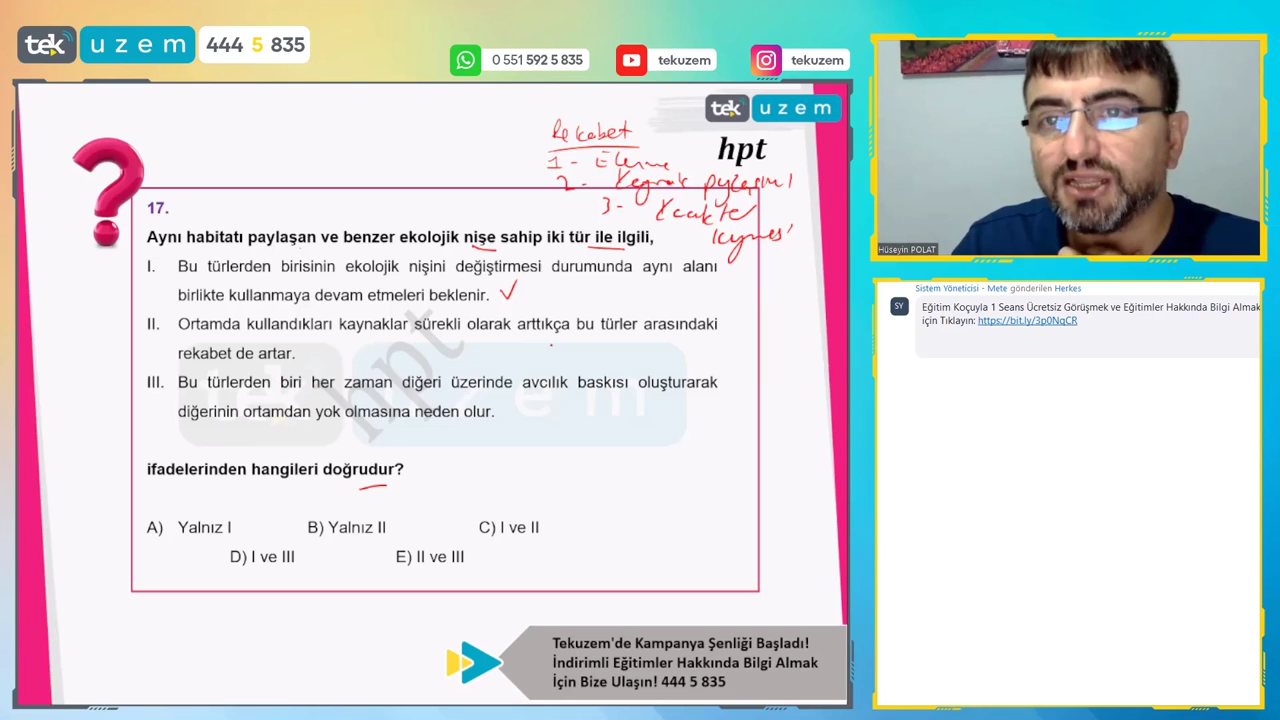 tek uzem 444 5 835
0 551 592 5 835
tekuzem
tekuzem
tek uzem
hpt
Rekabet
1- Eleme
2- Kaynak paylaşımı
3- Karakter
kayması
17.
Aynı habitatı paylaşan ve benzer ekolojik nişe sahip iki tür ile ilgili,
I. Bu türlerden birisinin ekolojik nişini değiştirmesi durumunda aynı alanı
birlikte kullanmaya devam etmeleri beklenir.
II. Ortamda kullandıkları kaynaklar sürekli olarak arttıkça bu türler arasındaki
rekabet de artar.
III. Bu türlerden biri her zaman diğeri üzerinde avcılık baskısı oluşturarak
diğerinin ortamdan yok olmasına neden olur.
hpt
tek uzem
ifadelerinden hangileri doğrudur?
A) Yalnız I B) Yalnız II C) I ve II
D) I ve III E) II ve III
Tekuzem'de Kampanya Şenliği Başladı!
İndirimli Eğitimler Hakkında Bilgi Almak
İçin Bize Ulaşın! 444 5 835
Hüseyin POLAT
Sistem Yöneticisi - Mete gönderilen Herkes
SY
Eğitim Koçuyla 1 Seans Ücretsiz Görüşmek ve Eğitimler Hakkında Bilgi Almak
için Tıklayın: https://bit.ly/3p0NqCR